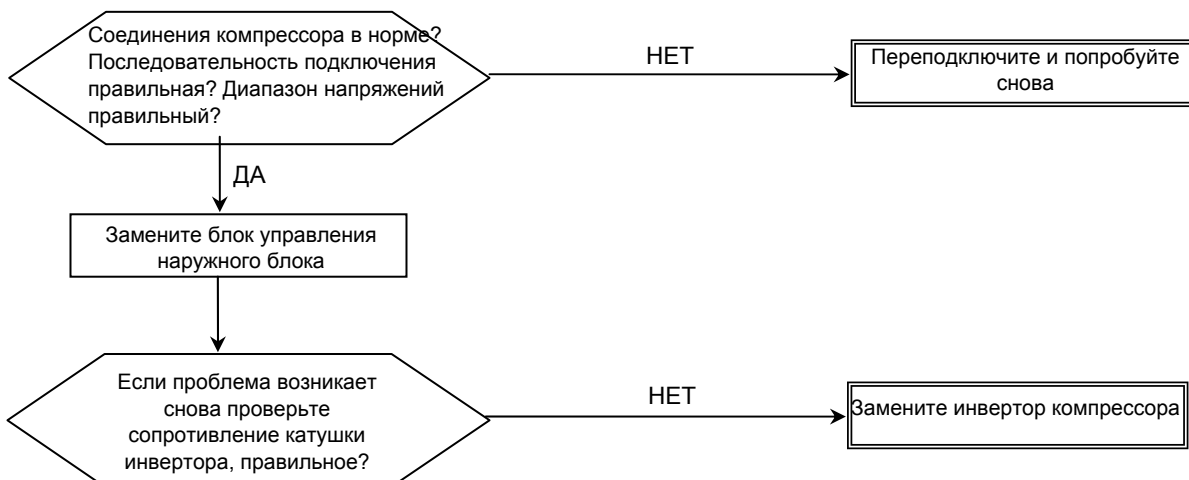 Соединения компрессора в норме?
Последовательность подключения
правильная? Диапазон напряжений
правильный?
НЕТ
Переподключите и попробуйте
снова
ДА
Замените блок управления
наружного блока
Если проблема возникает
снова проверьте
сопротивление катушки
инвертора, правильное?
НЕТ
Замените инвертор компрессора